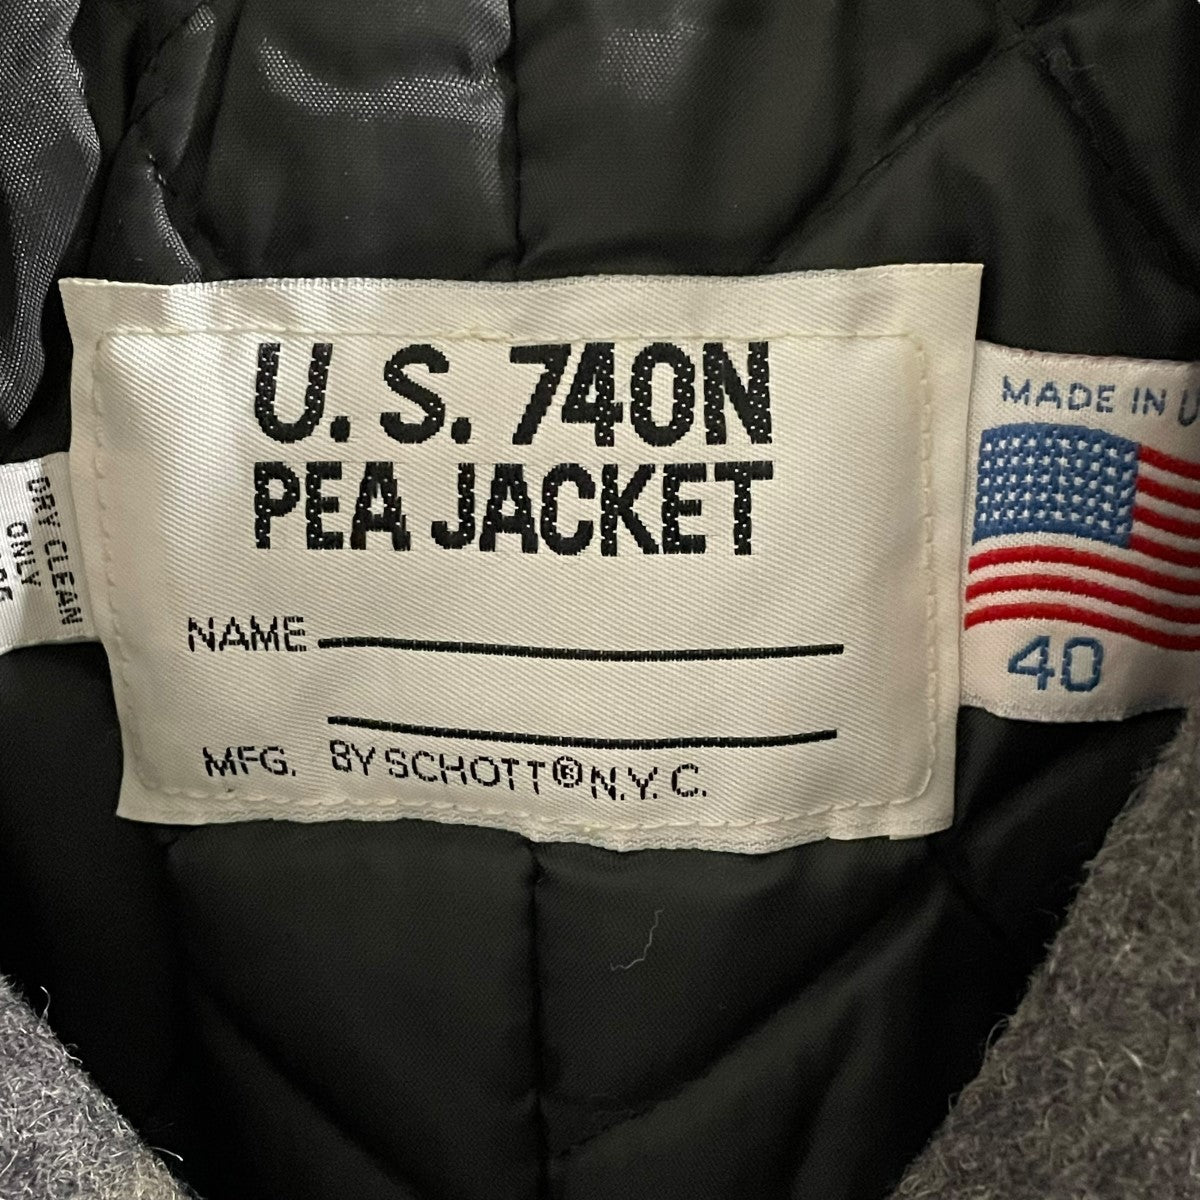 U. S. 740N
PEA JACKET
NAME
MFG. BY SCHOTT® N.Y. C.
MADE IN U
40
DRY CLEAN
ONLY